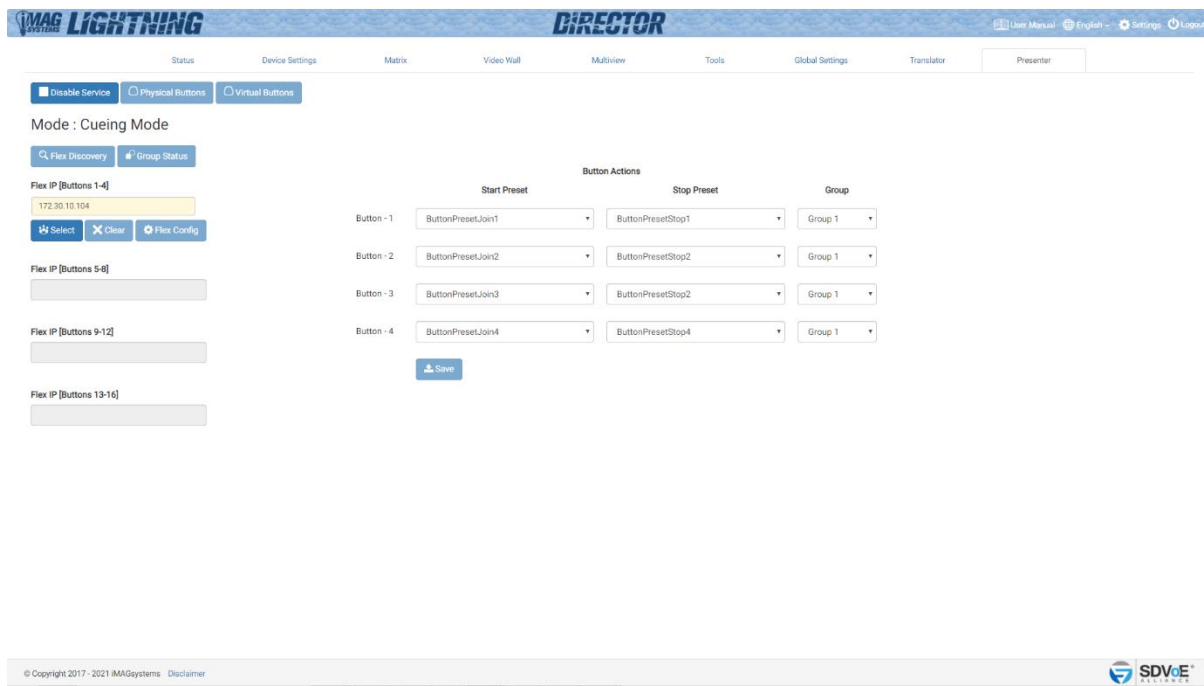 iMAG SYSTEMS LIGHTNING DiRECTOR User Manual English Settings Logout
Status Device Settings Matrix Video Wall Multiview Tools Global Settings Translator Presenter
Disable Service Physical Buttons Virtual Buttons
Mode : Cueing Mode
Flex Discovery Group Status
Button Actions
Flex IP [Buttons 1-4] Start Preset Stop Preset Group
172.30.10.104
Button - 1 ButtonPresetJoin1 ButtonPresetStop1 Group 1
Select Clear Flex Config
Button - 2 ButtonPresetJoin2 ButtonPresetStop2 Group 1
Flex IP [Buttons 5-8]
Button - 3 ButtonPresetJoin3 ButtonPresetStop2 Group 1
Flex IP [Buttons 9-12]
Button - 4 ButtonPresetJoin4 ButtonPresetStop4 Group 1
Save
Flex IP [Buttons 13-16]
© Copyright 2017 - 2021 iMAGsystems Disclaimer SDVoE ALLIANCE